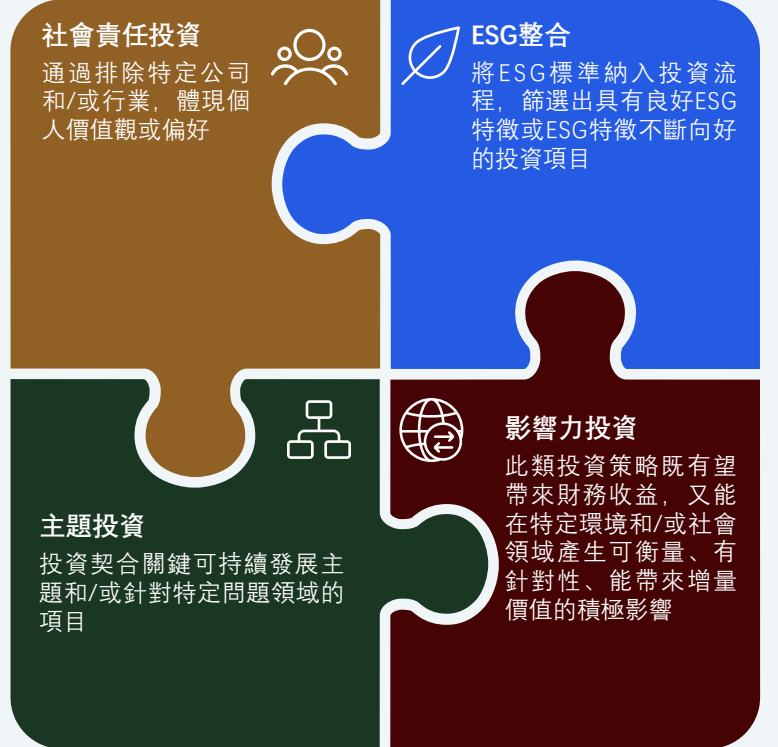 社會責任投資
通過排除特定公司
和/或行業，體現個
人價值觀或偏好
ESG整合
將ESG標準納入投資流
程，篩選出具有良好ESG
特徵或ESG特徵不斷向好
的投資項目
主題投資
投資契合關鍵可持續發展主
題和/或針對特定問題領域的
項目
影響力投資
此類投資策略既有望
帶來財務收益，又能
在特定環境和/或社會
領域產生可衡量、有
針對性、能帶來增量
價值的積極影響